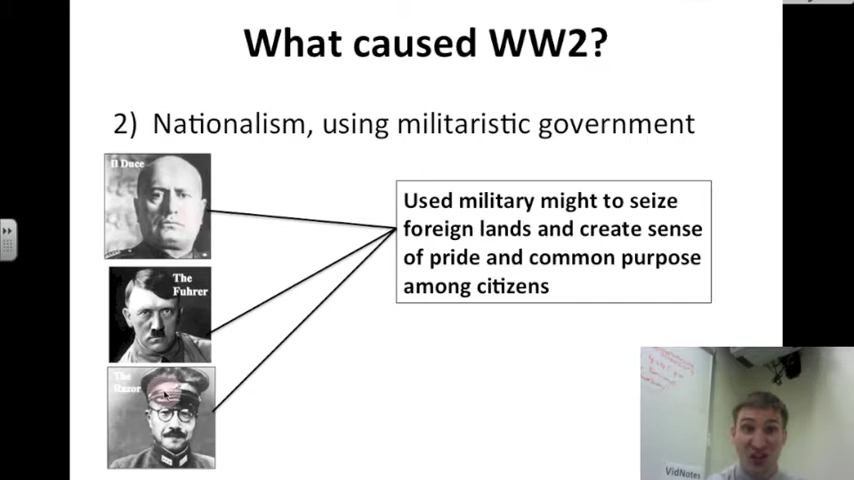 What caused WW2?
2) Nationalism, using militaristic government
Il Duce
Used military might to seize
foreign lands and create sense
of pride and common purpose
among citizens
The
Fuhrer
The
Razor
VidNotes